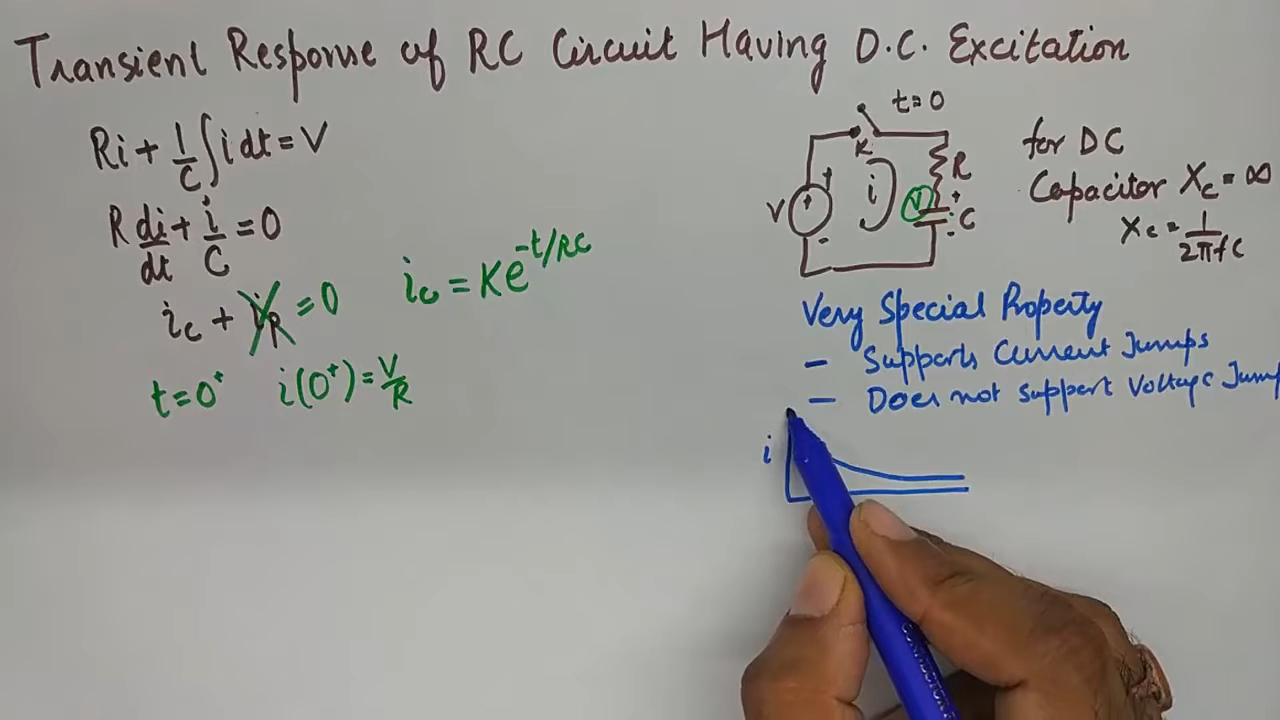 Transient Response of RC Circuit Having D.C. Excitation
Ri + 1/C ∫ i dt = V
R di/dt + i/C = 0
ic + iR = 0
ic = Ke^-t/RC
t = 0⁺ i(0⁺) = V/R
t = 0
K
R
V
+
-
i
V
+
-
C
for DC
Capacitor Xc = ∞
Xc = 1/2πfC
Very Special Property
- Supports Current Jumps
- Does not Support Voltage Jump
i